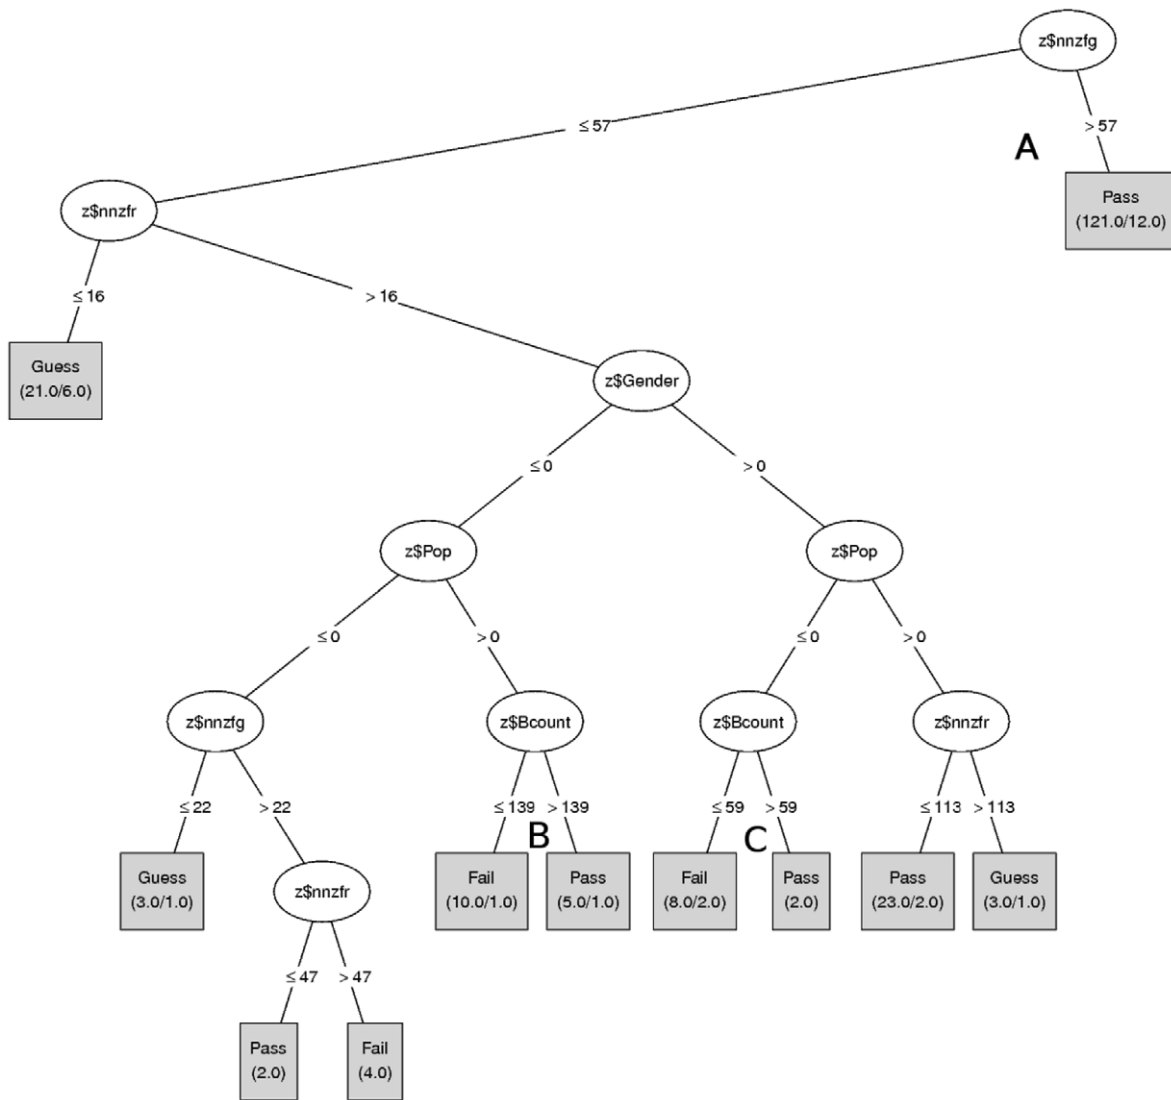 z$nnzfg
≤ 57
> 57
A
Pass
(121.0/12.0)
z$nnzfr
≤ 16
> 16
Guess
(21.0/6.0)
z$Gender
≤ 0
> 0
z$Pop
z$Pop
≤ 0
> 0
≤ 0
> 0
z$nnzfg
z$Bcount
z$Bcount
z$nnzfr
≤ 22
> 22
≤ 139
> 139
≤ 59
> 59
≤ 113
> 113
B
C
Guess
(3.0/1.0)
z$nnzfr
Fail
(10.0/1.0)
Pass
(5.0/1.0)
Fail
(8.0/2.0)
Pass
(2.0)
Pass
(23.0/2.0)
Guess
(3.0/1.0)
≤ 47
> 47
Pass
(2.0)
Fail
(4.0)